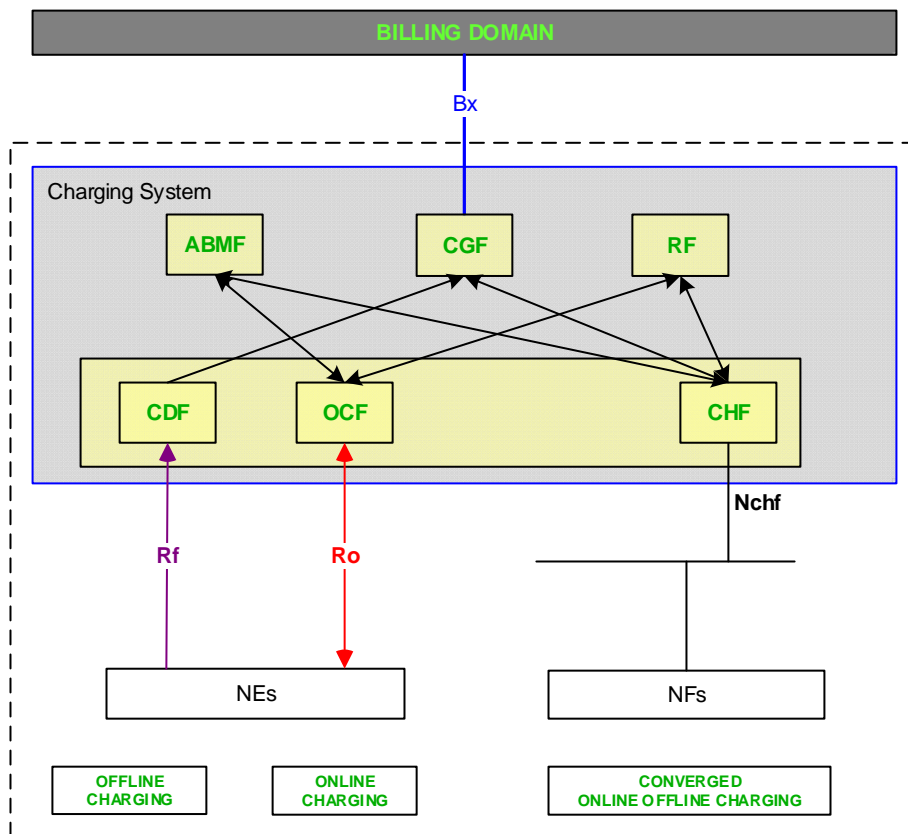 BILLING DOMAIN
Bx
Charging System
ABMF
CGF
RF
CDF
OCF
CHF
Nchf
Rf
Ro
NEs
NFs
OFFLINE
CHARGING
ONLINE
CHARGING
CONVERGED
ONLINE OFFLINE CHARGING